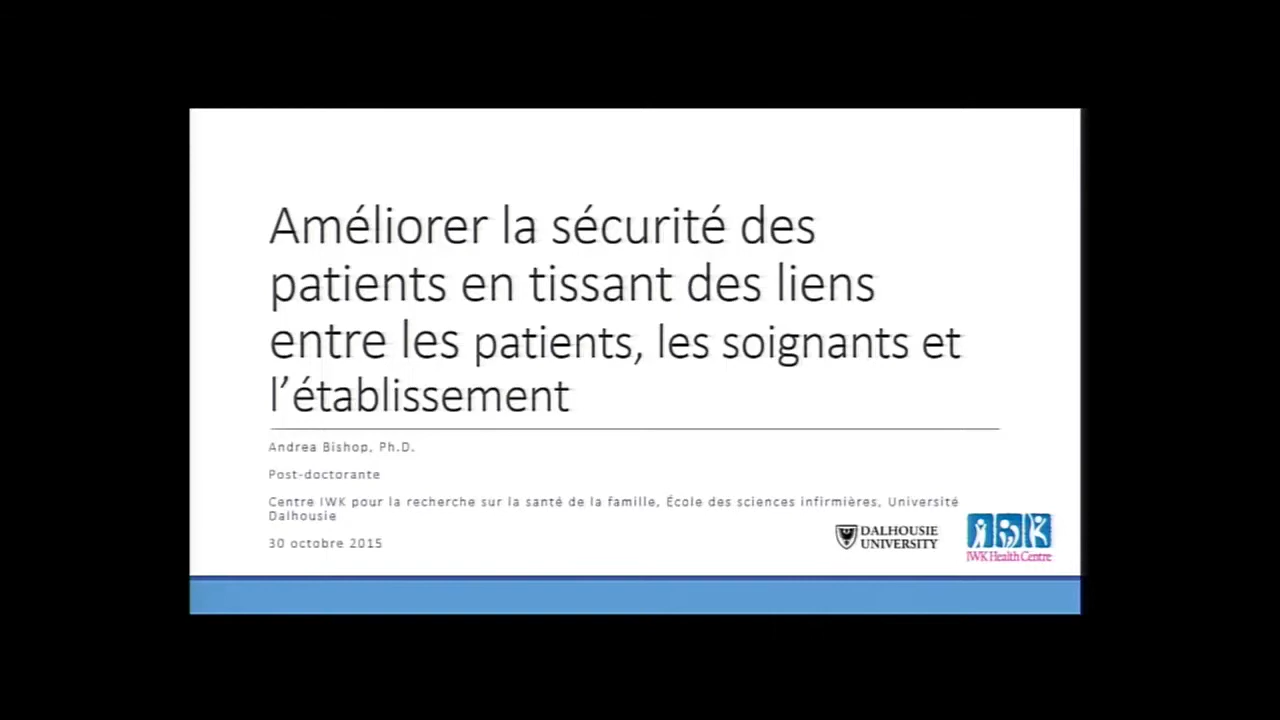 Améliorer la sécurité des
patients en tissant des liens
entre les patients, les soignants et
l'établissement
Andrea Bishop, Ph.D.
Post-doctorante
Centre IWK pour la recherche sur la santé de la famille, École des sciences infirmières, Université
Dalhousie
30 octobre 2015
DALHOUSIE
UNIVERSITY
IWK
IWK Health Centre